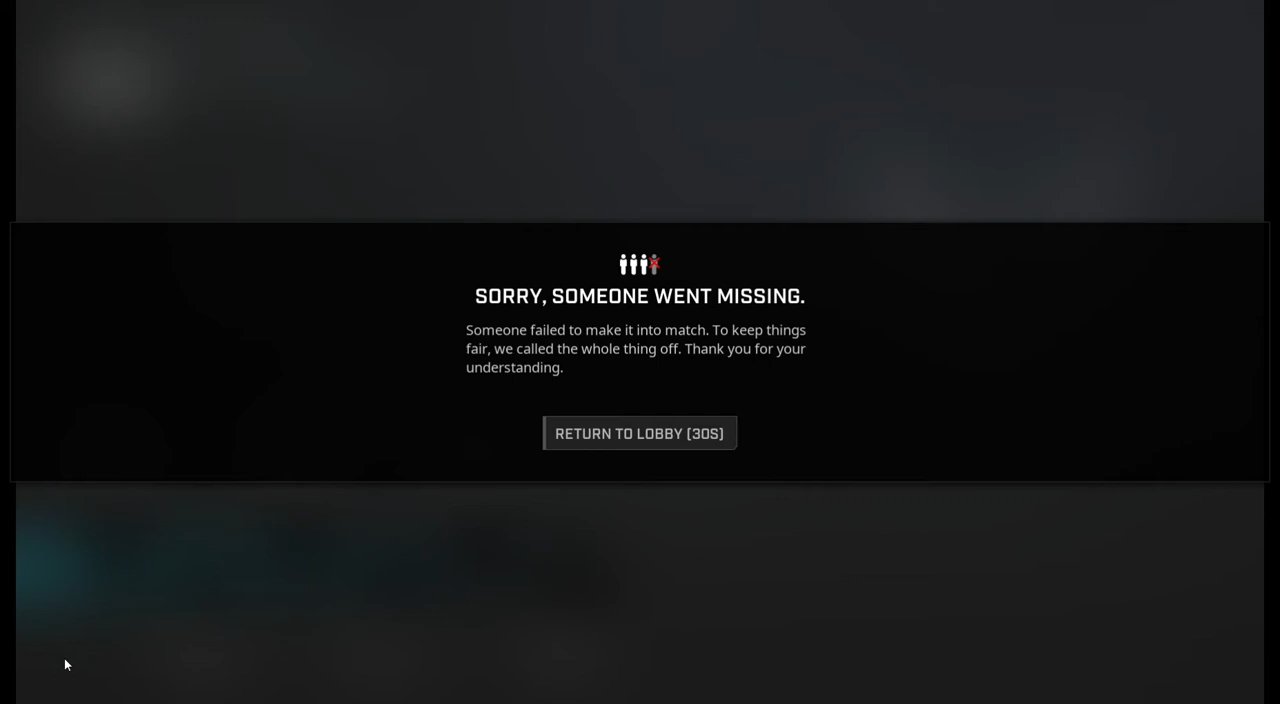 SORRY, SOMEONE WENT MISSING.
Someone failed to make it into match. To keep things
fair, we called the whole thing off. Thank you for your
understanding.
RETURN TO LOBBY [30S]